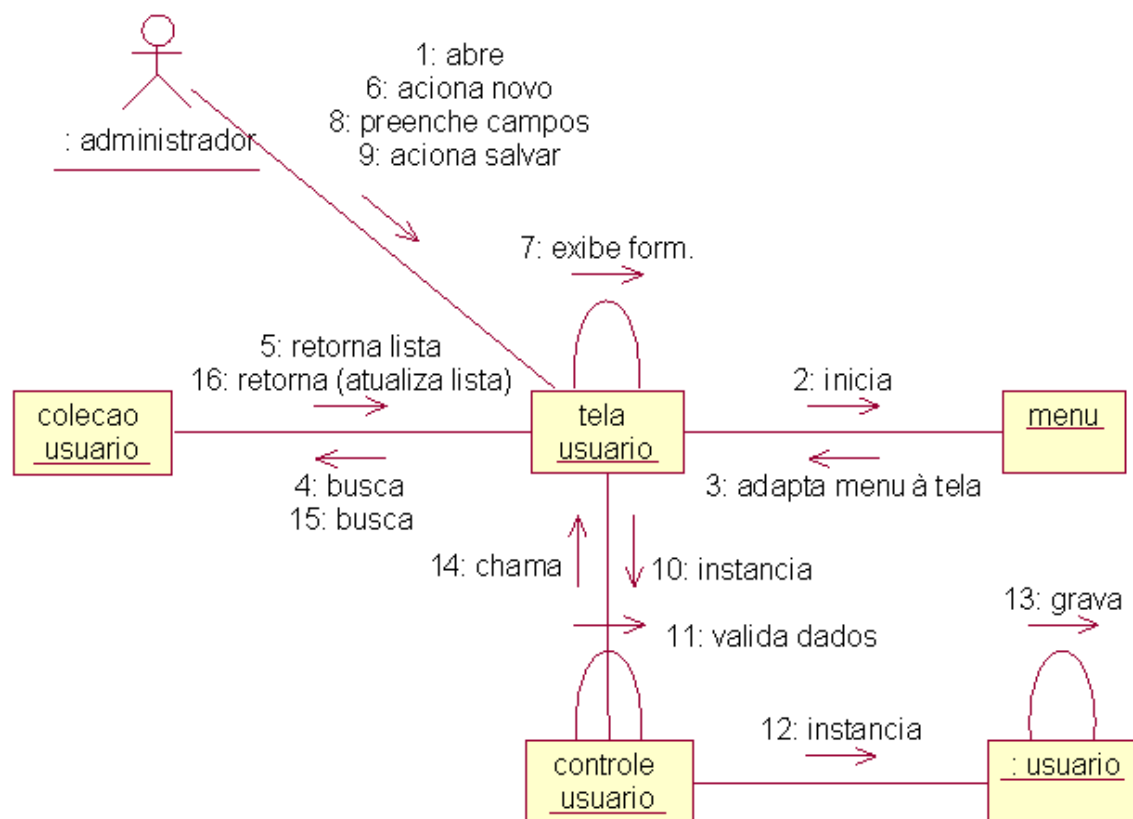 1: abre
6: aciona novo
8: preenche campos
9: aciona salvar
: administrador
7: exibe form.
5: retorna lista
16: retorna (atualiza lista)
2: inicia
colecao
usuario
tela
usuario
menu
4: busca
15: busca
3: adapta menu à tela
14: chama
10: instancia
13: grava
11: valida dados
12: instancia
controle
usuario
: usuario